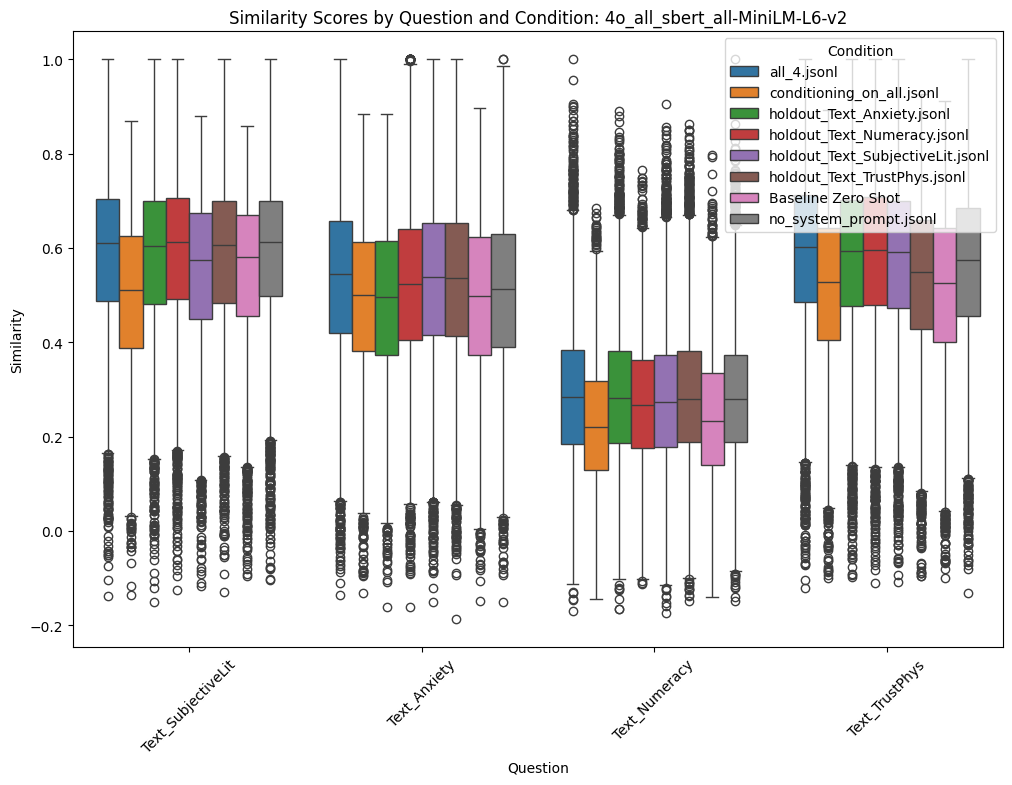 Similarity Scores by Question and Condition: 4o_all_sbert_all-MiniLM-L6-v2
Condition
all_4.jsonl
conditioning_on_all.jsonl
holdout_Text_Anxiety.jsonl
holdout_Text_Numeracy.jsonl
holdout_Text_SubjectiveLit.jsonl
holdout_Text_TrustPhys.jsonl
Baseline Zero Shot
no_system_prompt.jsonl
1.0
0.8
0.6
0.4
0.2
0.0
−0.2
Similarity
Text_SubjectiveLit
Text_Anxiety
Text_Numeracy
Text_TrustPhys
Question